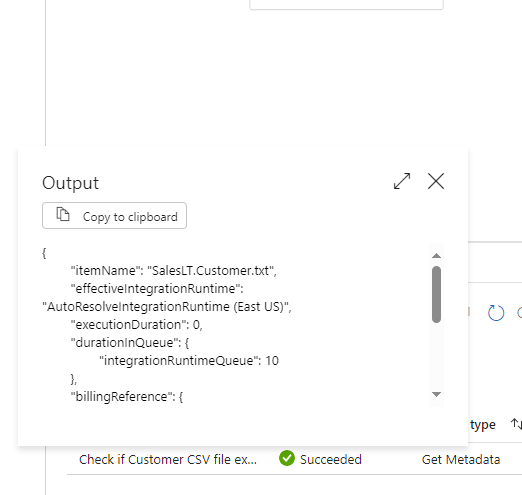 Output
Copy to clipboard
{
"itemName": "SalesLT.Customer.txt",
"effectiveIntegrationRuntime":
"AutoResolveIntegrationRuntime (East US)",
"executionDuration": 0,
"durationInQueue": {
"integrationRuntimeQueue": 10
},
"billingReference": {
type
Check if Customer CSV file ex... Succeeded Get Metadata